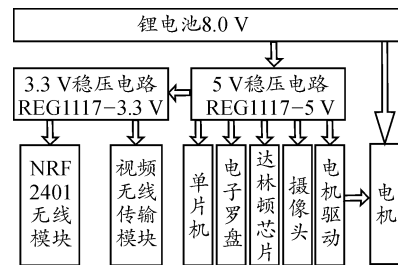 锂电池8.0 V
3.3 V稳压电路
REG1117-3.3 V
5 V稳压电路
REG1117-5 V
NRF
2401
无线
模块
视频
无线
传输
模块
单片机
电子罗盘
达林顿芯片
摄像头
电机驱动
电机